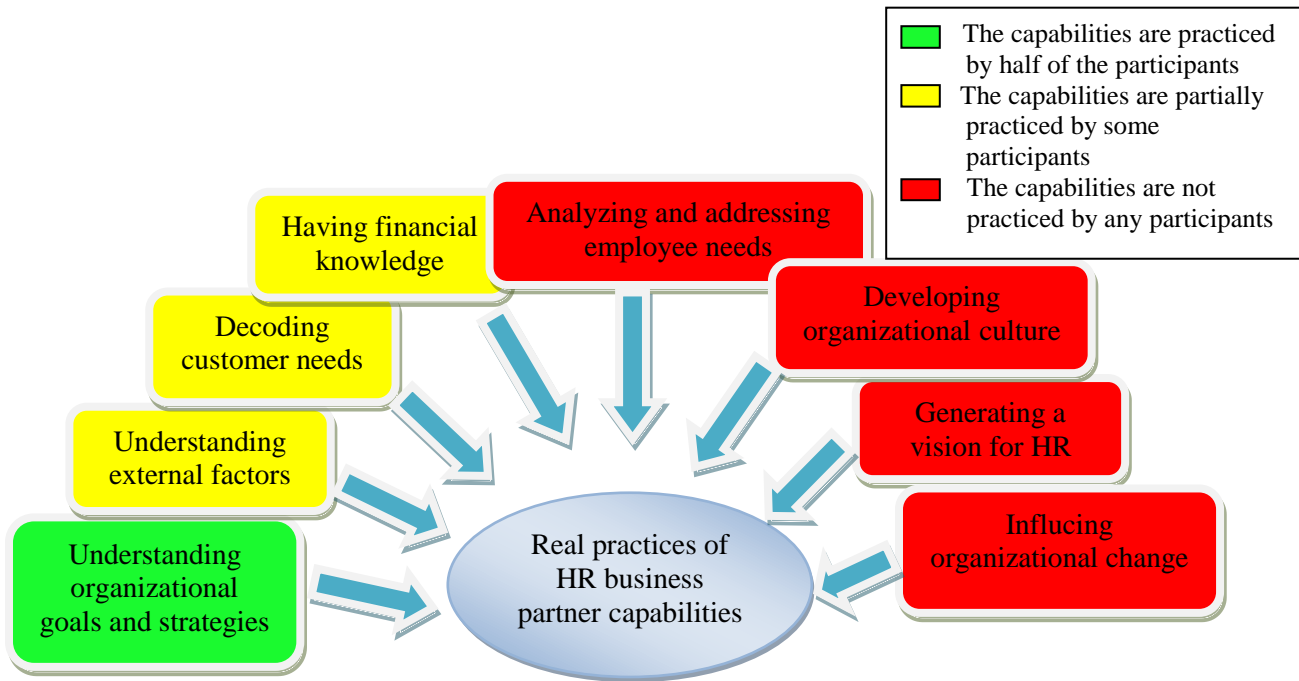 The capabilities are practiced
by half of the participants
The capabilities are partially
practiced by some
participants
The capabilities are not
practiced by any participants
Having financial
knowledge
Analyzing and addressing
employee needs
Decoding
customer needs
Developing
organizational culture
Understanding
external factors
Generating a
vision for HR
Understanding
organizational
goals and strategies
Influcing
organizational change
Real practices of
HR business
partner capabilities